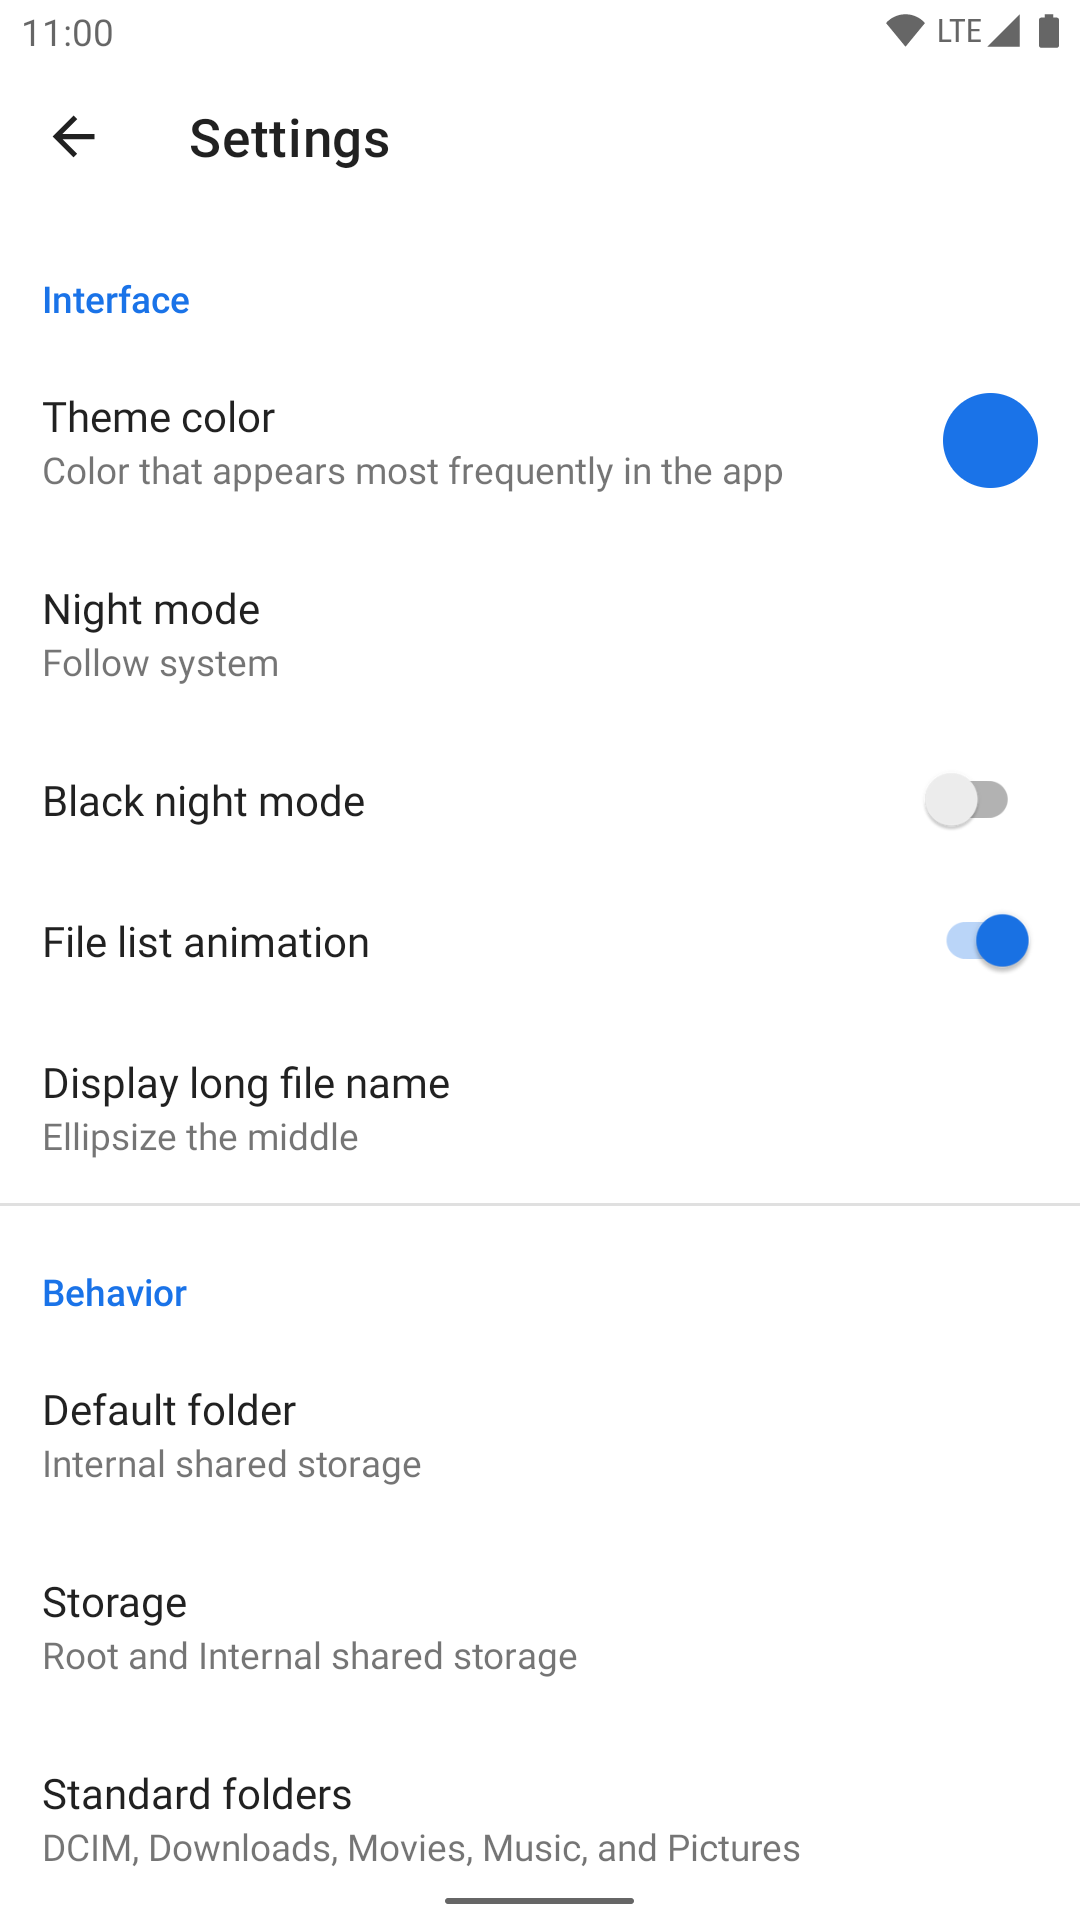 11:00
LTE
Settings
Interface
Theme color
Color that appears most frequently in the app
Night mode
Follow system
Black night mode
File list animation
Display long file name
Ellipsize the middle
Behavior
Default folder
Internal shared storage
Storage
Root and Internal shared storage
Standard folders
DCIM, Downloads, Movies, Music, and Pictures